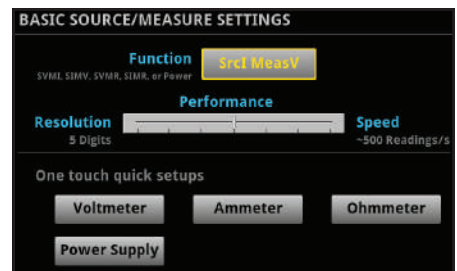 BASIC SOURCE/MEASURE SETTINGS
Function
SVMI, SIMV, SVMR, SIMR, or Power
SrcI MeasV
Performance
Resolution
5 Digits
Speed
~500 Readings/s
One touch quick setups
Voltmeter
Ammeter
Ohmmeter
Power Supply